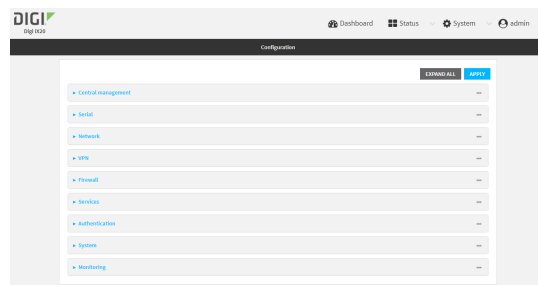 DIGI
Digi IX20
Dashboard
Status
System
admin
Configuration
EXPAND ALL
APPLY
Central management
Serial
Network
VPN
Firewall
Services
Authentication
System
Monitoring